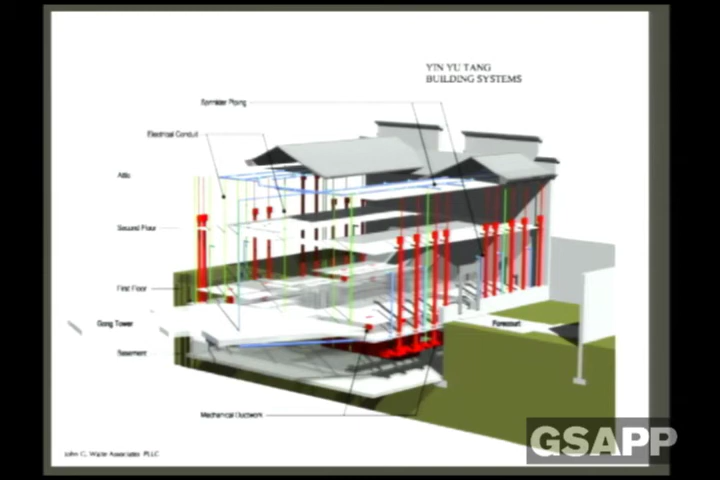 YIN YU TANG
BUILDING SYSTEMS
Sprinkler Piping
Electrical Conduit
Attic
Second Floor
First Floor
Gong Tower
Forecourt
Basement
Mechanical Ductwork
John G. Waite Associates PLLC
GSAPP